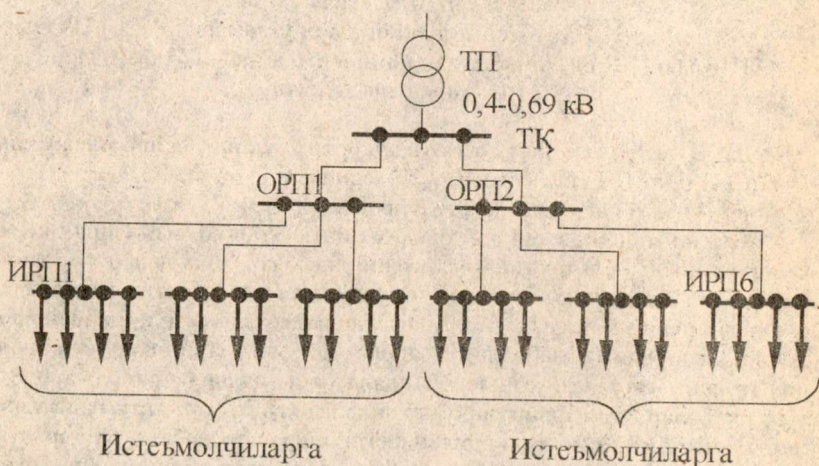 ТП
0,4-0,69 кВ
ТҚ
ОРП1
ОРП2
ИРП1
ИРП6
Истеъмолчиларга
Истеъмолчиларга